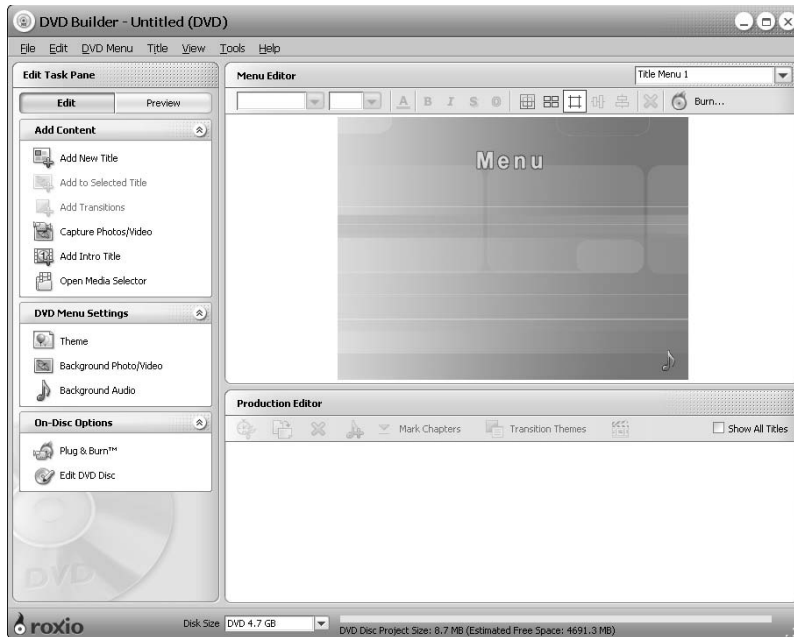 DVD Builder - Untitled (DVD)
File Edit DVD Menu Title View Tools Help
Edit Task Pane
Edit Preview
Add Content
Add New Title
Add to Selected Title
Add Transitions
Capture Photos/Video
Add Intro Title
Open Media Selector
DVD Menu Settings
Theme
Background Photo/Video
Background Audio
On-Disc Options
Plug & Burn™
Edit DVD Disc
DVD
Menu Editor
Title Menu 1
A B I S O
Burn...
Menu
Production Editor
Mark Chapters Transition Themes Show All Titles
roxio
Disk Size DVD 4.7 GB
DVD Disc Project Size: 8.7 MB (Estimated Free Space: 4691.3 MB)